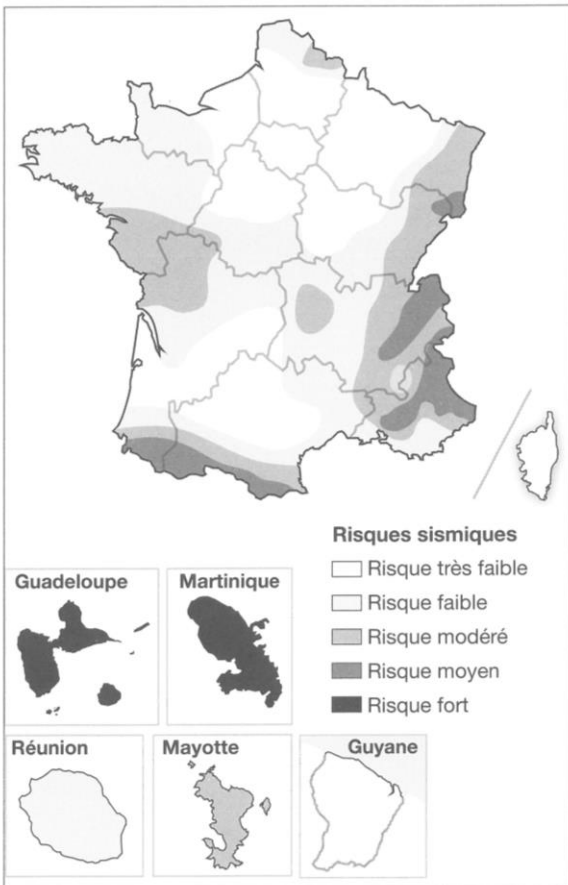 Risques sismiques
Risque très faible
Risque faible
Risque modéré
Risque moyen
Risque fort
Guadeloupe
Martinique
Réunion
Mayotte
Guyane